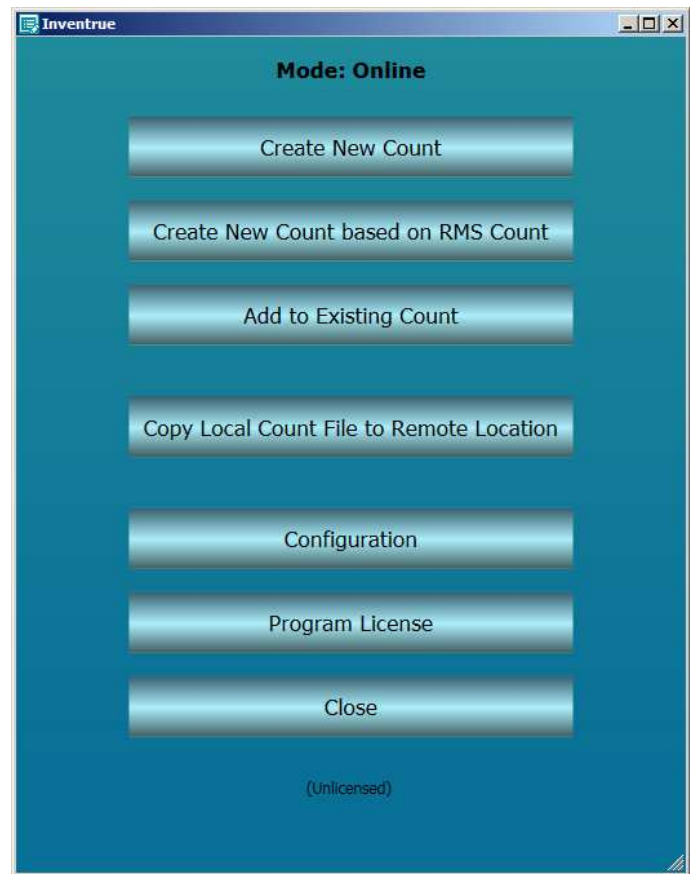 Inventrue
Mode: Online
Create New Count
Create New Count based on RMS Count
Add to Existing Count
Copy Local Count File to Remote Location
Configuration
Program License
Close
(Unlicensed)